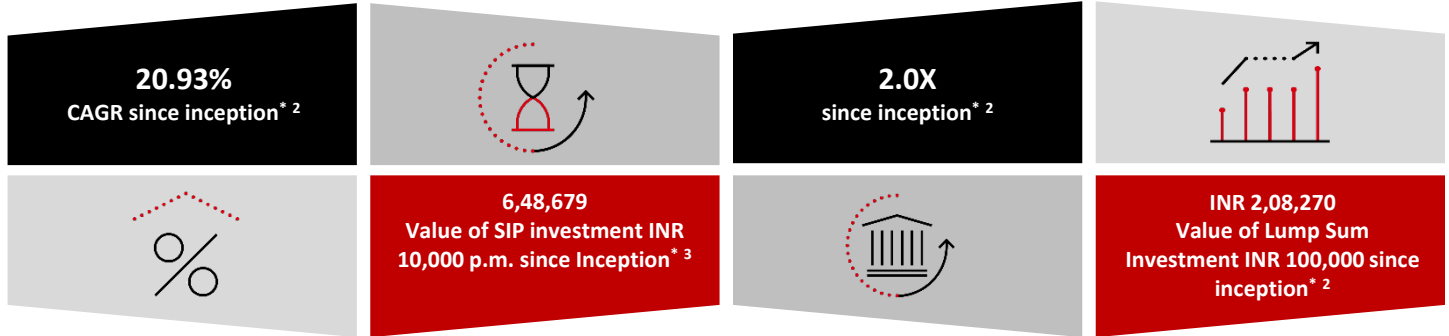 20.93%
CAGR since inception* 2
2.0X
since inception* 2
6,48,679
Value of SIP investment INR
10,000 p.m. since Inception* 3
INR 2,08,270
Value of Lump Sum
Investment INR 100,000 since
inception* 2